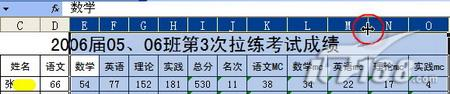 数学
C D E F G H I J K L M N O
2006届05、06班第3次拉练考试成绩
姓名 语文 数学 英语 理论 实践 总分 名次 语文MC 数学mc 英语mc 理论mc 实践mc
张 66 54 77 152 181 530 11 38 34 22 17 4